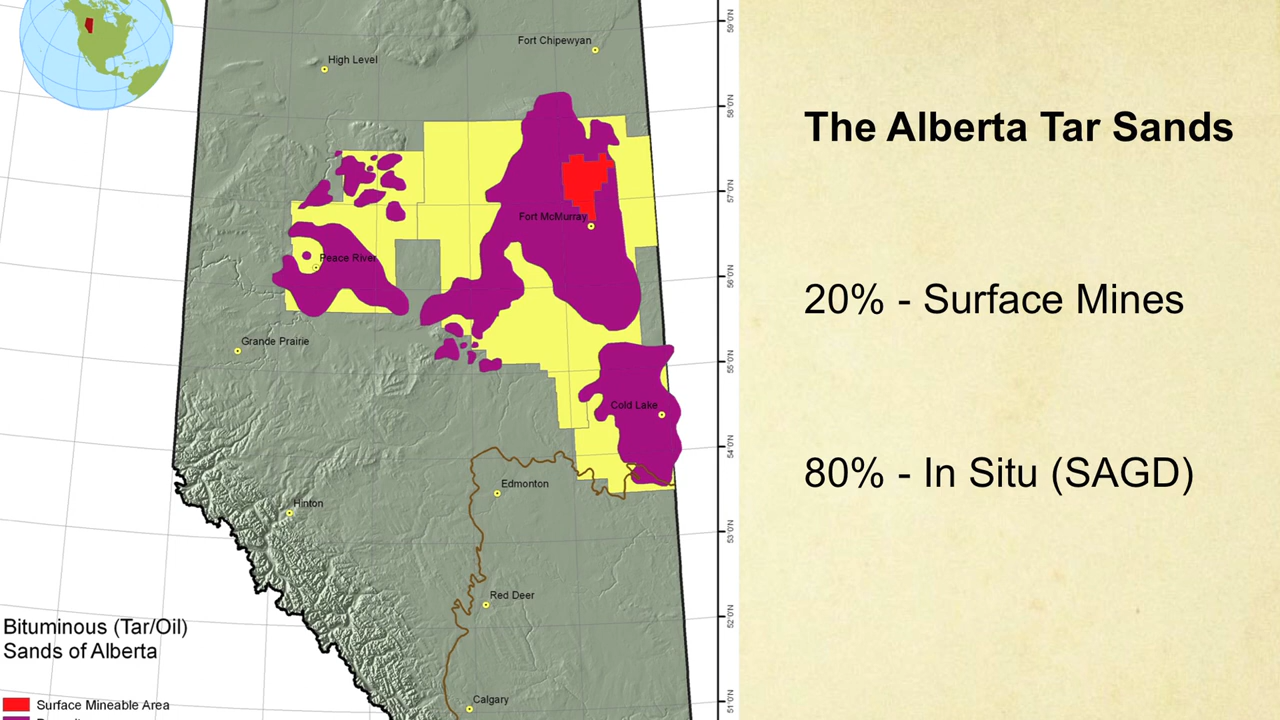 Fort Chipewyan
High Level
Fort McMurray
Peace River
Grande Prairie
Cold Lake
Edmonton
Hinton
Red Deer
Calgary
59°0'N
58°0'N
57°0'N
56°0'N
55°0'N
54°0'N
53°0'N
52°0'N
51°0'N
Bituminous (Tar/Oil)
Sands of Alberta
Surface Mineable Area
The Alberta Tar Sands
20% - Surface Mines
80% - In Situ (SAGD)